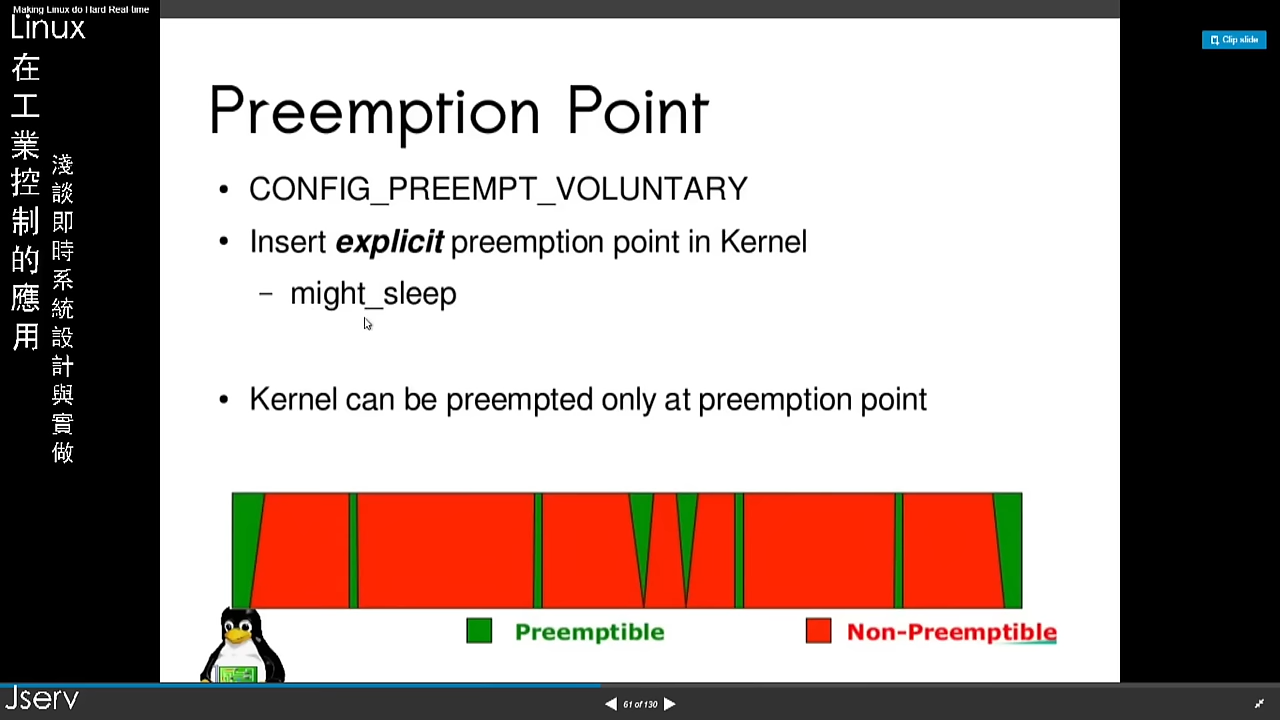 Making Linux do Hard Real-time
Linux
在工業控制的應用
淺談即時系統設計與實做
Clip slide
Preemption Point
• CONFIG_PREEMPT_VOLUNTARY
• Insert explicit preemption point in Kernel
– might_sleep
• Kernel can be preempted only at preemption point
Preemptible
Non-Preemptible
Jserv
61 of 130